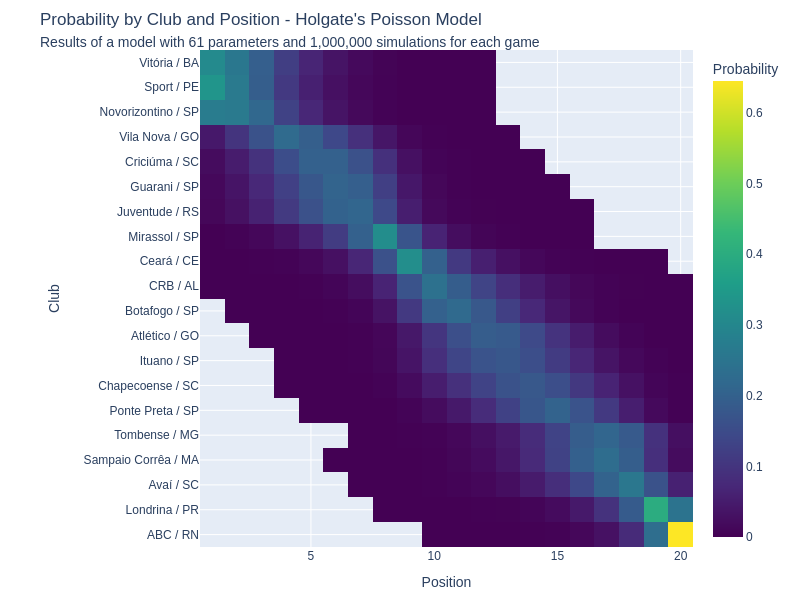 Probability by Club and Position - Holgate's Poisson Model
Results of a model with 61 parameters and 1,000,000 simulations for each game
Probability
Club
Vitória / BA
Sport / PE
Novorizontino / SP
Vila Nova / GO
Criciúma / SC
Guarani / SP
Juventude / RS
Mirassol / SP
Ceará / CE
CRB / AL
Botafogo / SP
Atlético / GO
Ituano / SP
Chapecoense / SC
Ponte Preta / SP
Tombense / MG
Sampaio Corrêa / MA
Avaí / SC
Londrina / PR
ABC / RN
5
10
15
20
Position
0.6
0.5
0.4
0.3
0.2
0.1
0